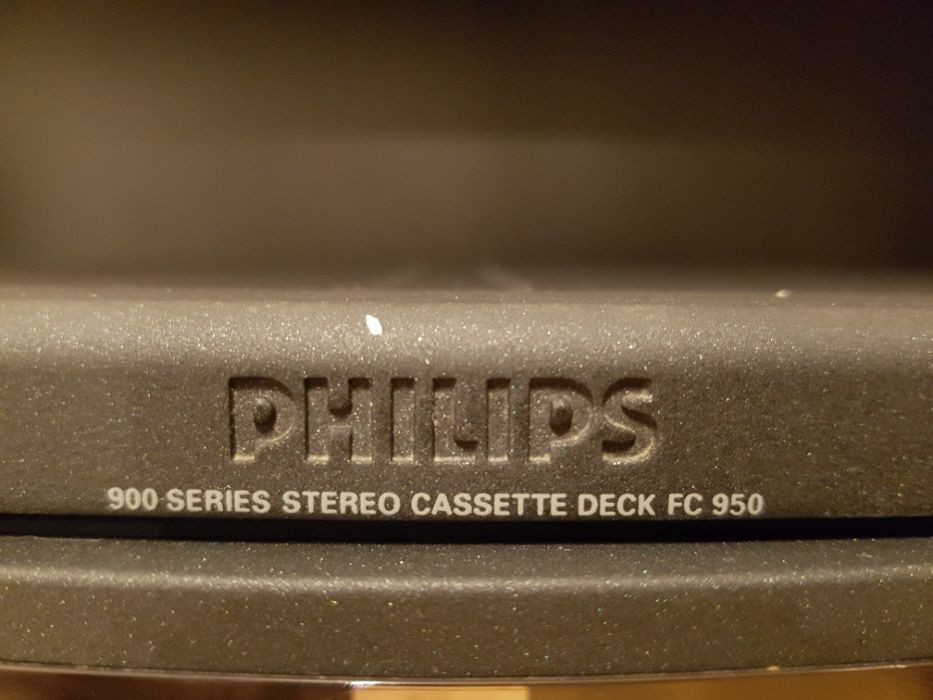 PHILIPS
900 SERIES STEREO CASSETTE DECK FC 950